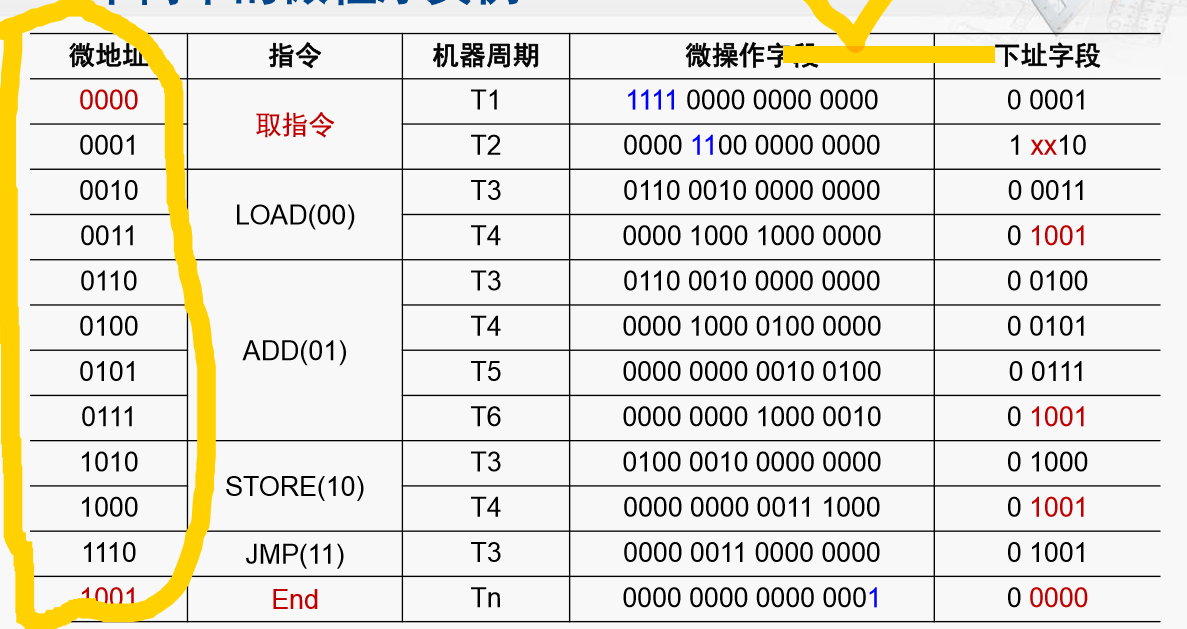 微地址 指令 机器周期 微操作字段 下址字段
0000 取指令 T1 1111 0000 0000 0000 0 0001
0001 T2 0000 1100 0000 0000 1 xx10
0010 LOAD(00) T3 0110 0010 0000 0000 0 0011
0011 T4 0000 1000 1000 0000 0 1001
0110 ADD(01) T3 0110 0010 0000 0000 0 0100
0100 T4 0000 1000 0100 0000 0 0101
0101 T5 0000 0000 0010 0100 0 0111
0111 T6 0000 0000 1000 0010 0 1001
1010 STORE(10) T3 0100 0010 0000 0000 0 1000
1000 T4 0000 0000 0011 1000 0 1001
1110 JMP(11) T3 0000 0011 0000 0000 0 1001
1001 End Tn 0000 0000 0000 0001 0 0000